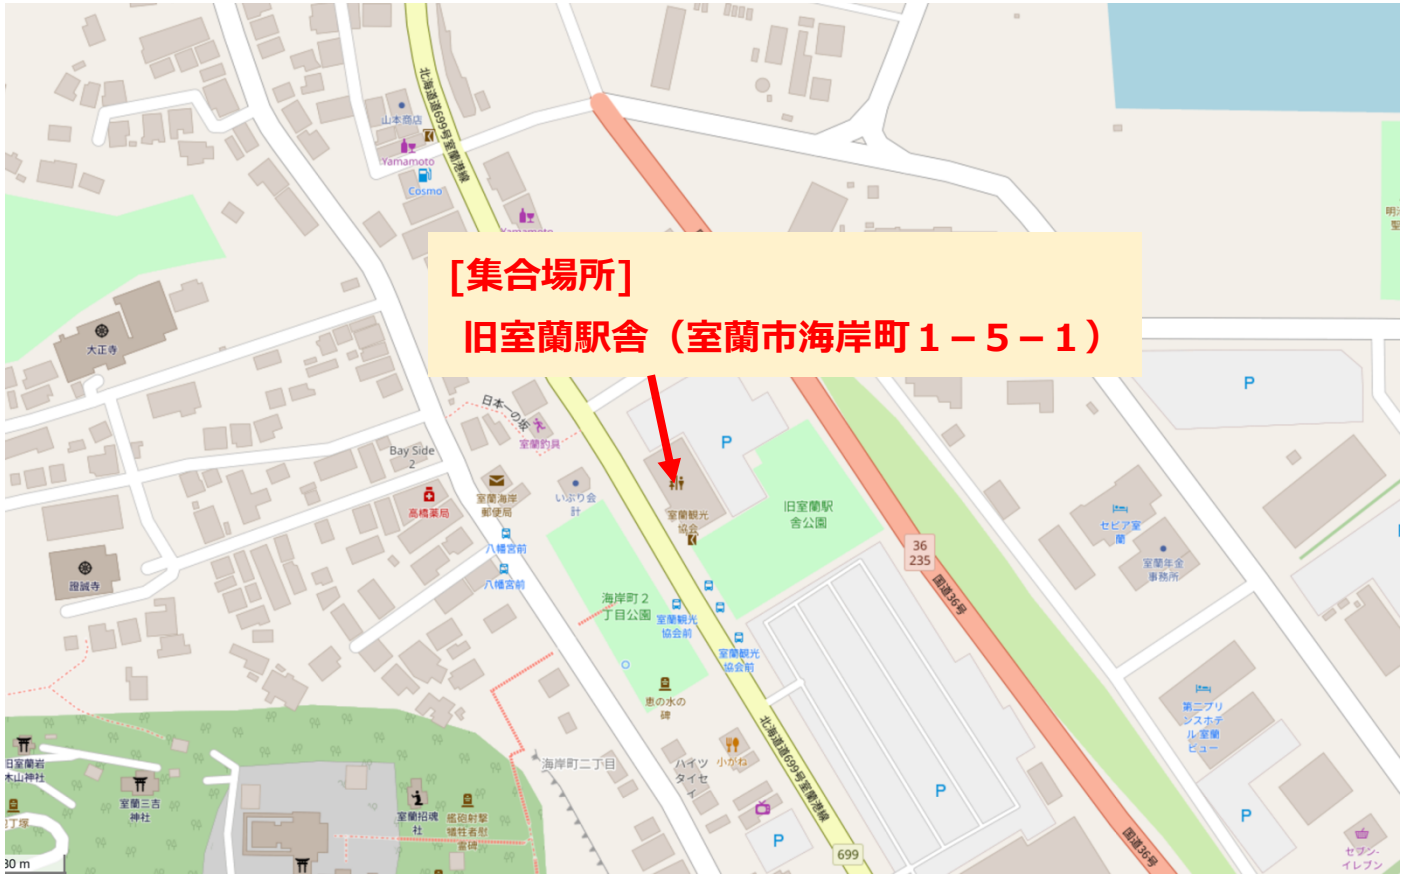 北海道道699号室蘭港線
山本商店
Yamamoto
Cosmo
[集合場所]
旧室蘭駅舎（室蘭市海岸町１－５－１）
大正寺
日本一の坂
室蘭釣具
Bay Side
2
高橋薬局
室蘭海岸
郵便局
いぶり会
計
八幡宮前
八幡宮前
證誠寺
P
P
室蘭観光
協会
旧室蘭駅
舎公園
36
235
国道36号
セピア室
蘭
室蘭年金
事務所
海岸町２
丁目公園
室蘭観光
協会前
室蘭観光
協会前
恵の水の
碑
第二プリ
ンスホテ
ル 室蘭
ビュー
北海道道699号室蘭港線
海岸町二丁目
ハイツ
タイセ
イ
小がね
旧室蘭岩
木山神社
室蘭三吉
神社
室蘭招魂
社
艦砲射撃
犠牲者慰
霊碑
P
P
P
699
国道36号
セブン-
イレブン
30 m